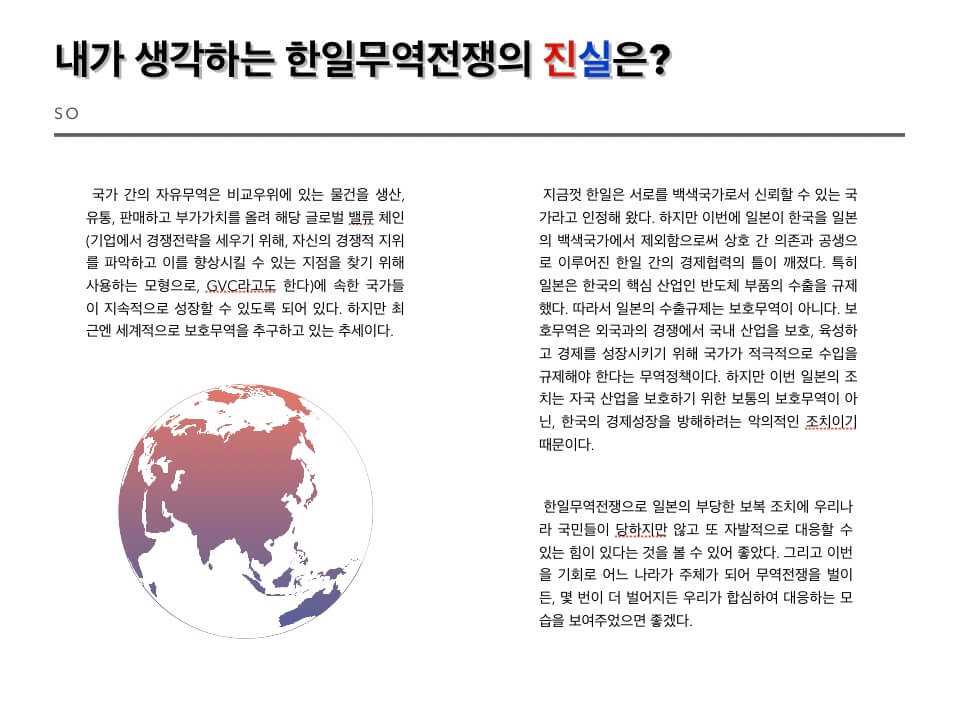 내가 생각하는 한일무역전쟁의 진실은?
SO
국가 간의 자유무역은 비교우위에 있는 물건을 생산,
유통, 판매하고 부가가치를 올려 해당 글로벌 밸류 체인
(기업에서 경쟁전략을 세우기 위해, 자신의 경쟁적 지위
를 파악하고 이를 향상시킬 수 있는 지점을 찾기 위해
사용하는 모형으로, GVC라고도 한다)에 속한 국가들
이 지속적으로 성장할 수 있도록 되어 있다. 하지만 최
근엔 세계적으로 보호무역을 추구하고 있는 추세이다.
지금껏 한일은 서로를 백색국가로서 신뢰할 수 있는 국
가라고 인정해 왔다. 하지만 이번에 일본이 한국을 일본
의 백색국가에서 제외함으로써 상호 간 의존과 공생으
로 이루어진 한일 간의 경제협력의 틀이 깨졌다. 특히
일본은 한국의 핵심 산업인 반도체 부품의 수출을 규제
했다. 따라서 일본의 수출규제는 보호무역이 아니다. 보
호무역은 외국과의 경쟁에서 국내 산업을 보호, 육성하
고 경제를 성장시키기 위해 국가가 적극적으로 수입을
규제해야 한다는 무역정책이다. 하지만 이번 일본의 조
치는 자국 산업을 보호하기 위한 보통의 보호무역이 아
닌, 한국의 경제성장을 방해하려는 악의적인 조치이기
때문이다.
한일무역전쟁으로 일본의 부당한 보복 조치에 우리나
라 국민들이 당하지만 않고 또 자발적으로 대응할 수
있는 힘이 있다는 것을 볼 수 있어 좋았다. 그리고 이번
을 기회로 어느 나라가 주체가 되어 무역전쟁을 벌이
든, 몇 번이 더 벌어지든 우리가 합심하여 대응하는 모
습을 보여주었으면 좋겠다.